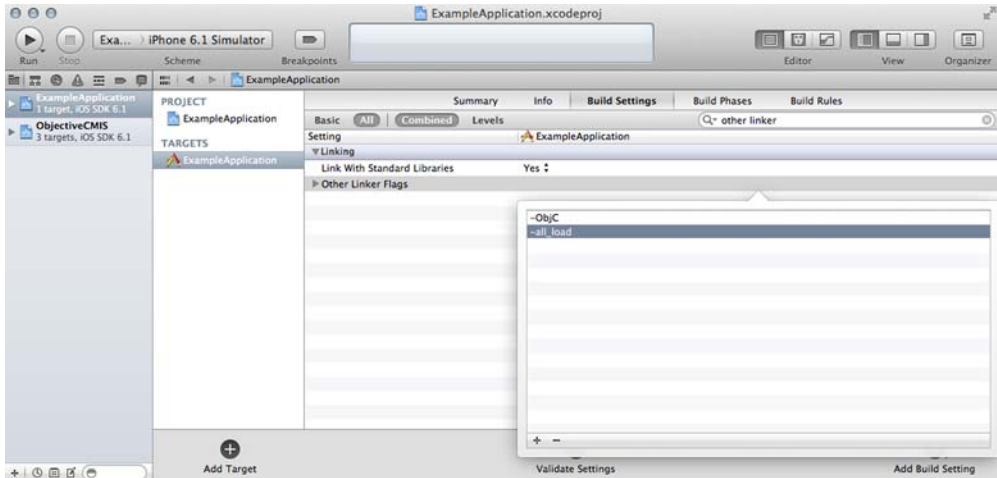 ExampleApplication.xcodeproj
Exa... iPhone 6.1 Simulator
Run Stop Scheme Breakpoints Editor View Organizer
ExampleApplication
ExampleApplication
1 target, iOS SDK 6.1
ObjectiveCMIS
3 targets, iOS SDK 6.1
PROJECT
ExampleApplication
TARGETS
ExampleApplication
Summary Info Build Settings Build Phases Build Rules
Basic All Combined Levels other linker
Setting ExampleApplication
Linking
Link With Standard Libraries Yes
Other Linker Flags
-ObjC
-all_load
Add Target Validate Settings Add Build Setting